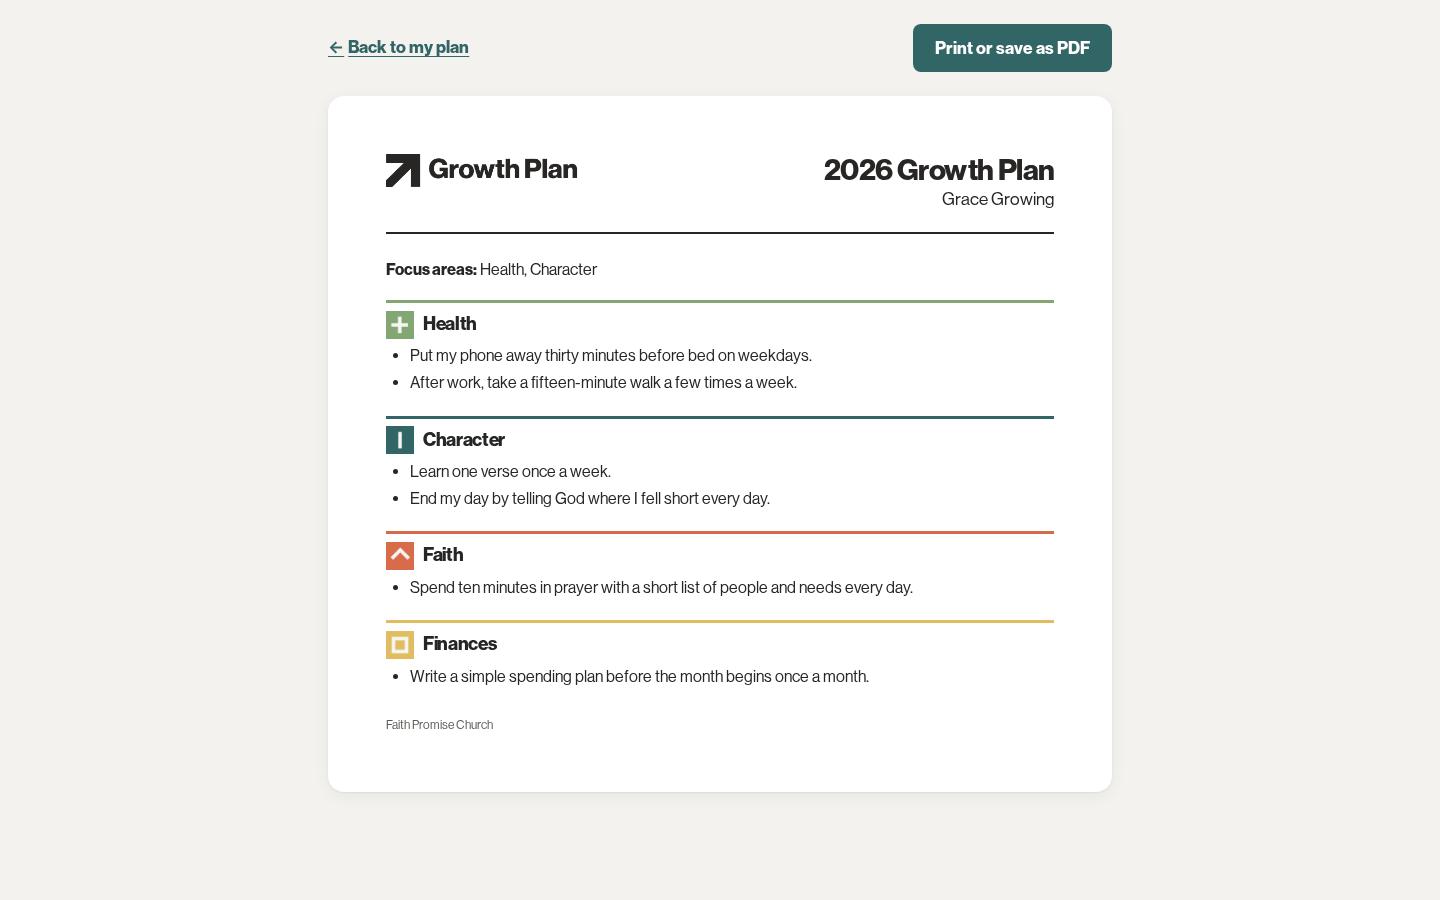 ← Back to my plan
Print or save as PDF
Growth Plan
2026 Growth Plan
Grace Growing
Focus areas: Health, Character
Health
• Put my phone away thirty minutes before bed on weekdays.
• After work, take a fifteen-minute walk a few times a week.
Character
• Learn one verse once a week.
• End my day by telling God where I fell short every day.
Faith
• Spend ten minutes in prayer with a short list of people and needs every day.
Finances
• Write a simple spending plan before the month begins once a month.
Faith Promise Church